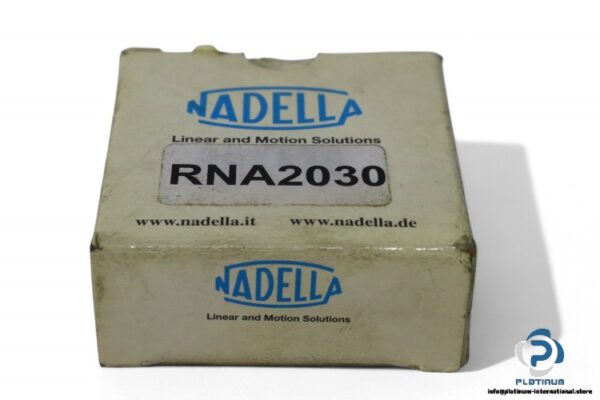 NADELLA
Linear and Motion Solutions
RNA2030
www.nadella.it www.nadella.de
NADELLA
Linear and Motion Solutions
PLATINUM
info@platinum-international.store